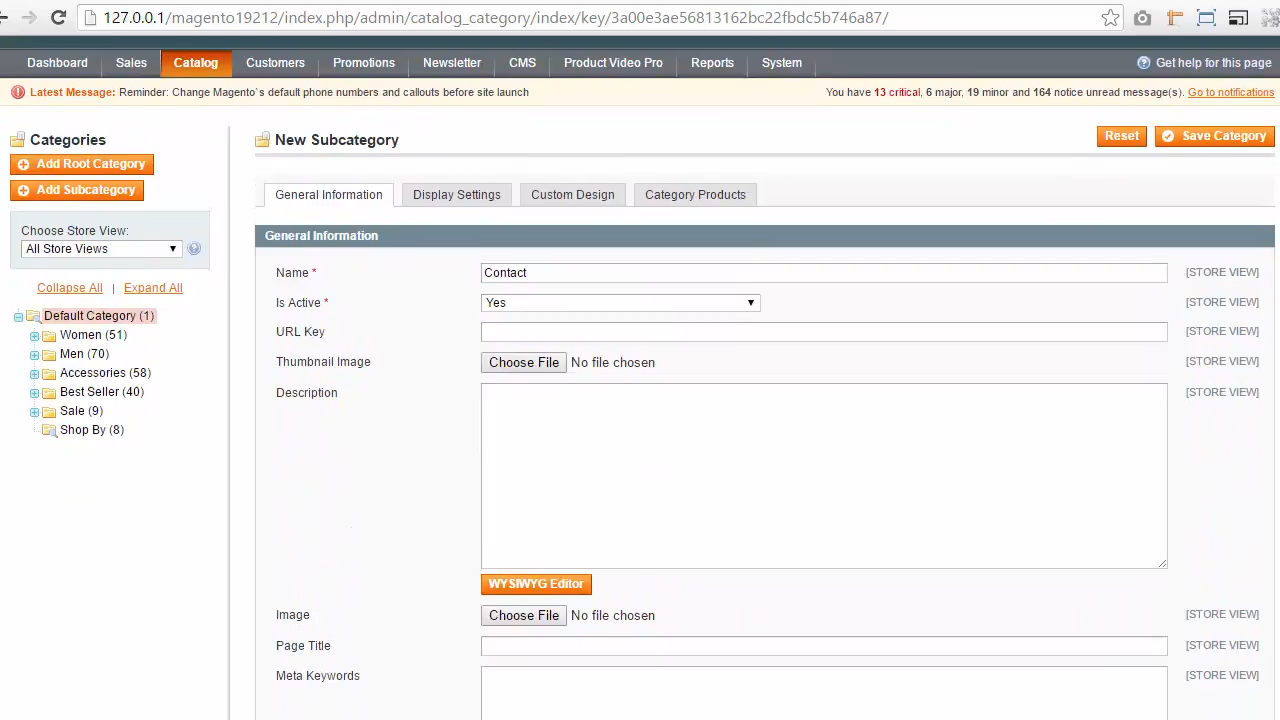 127.0.0.1/magento19212/index.php/admin/catalog_category/index/key/3a00e3ae56813162bc22fbdc5b746a87/
Dashboard Sales Catalog Customers Promotions Newsletter CMS Product Video Pro Reports System Get help for this page
Latest Message: Reminder: Change Magento`s default phone numbers and callouts before site launch You have 13 critical, 6 major, 19 minor and 164 notice unread message(s). Go to notifications
Categories
Add Root Category
Add Subcategory
Choose Store View:
All Store Views
Collapse All | Expand All
Default Category (1)
Women (51)
Men (70)
Accessories (58)
Best Seller (40)
Sale (9)
Shop By (8)
New Subcategory Reset Save Category
General Information Display Settings Custom Design Category Products
General Information
Name * Contact [STORE VIEW]
Is Active * Yes [STORE VIEW]
URL Key [STORE VIEW]
Thumbnail Image Choose File No file chosen [STORE VIEW]
Description [STORE VIEW]
WYSIWYG Editor
Image Choose File No file chosen [STORE VIEW]
Page Title [STORE VIEW]
Meta Keywords [STORE VIEW]